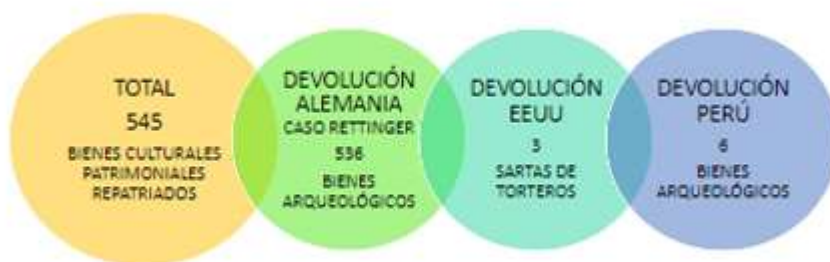 TOTAL
545
BIENES CULTURALES
PATRIMONIALES
REPATRIADOS
DEVOLUCIÓN
ALEMANIA
CASO RETTINGER
536
BIENES
ARQUEOLÓGICOS
DEVOLUCIÓN
EEUU
3
SARTAS DE
TORTEROS
DEVOLUCIÓN
PERÚ
6
BIENES
ARQUEOLÓGICOS